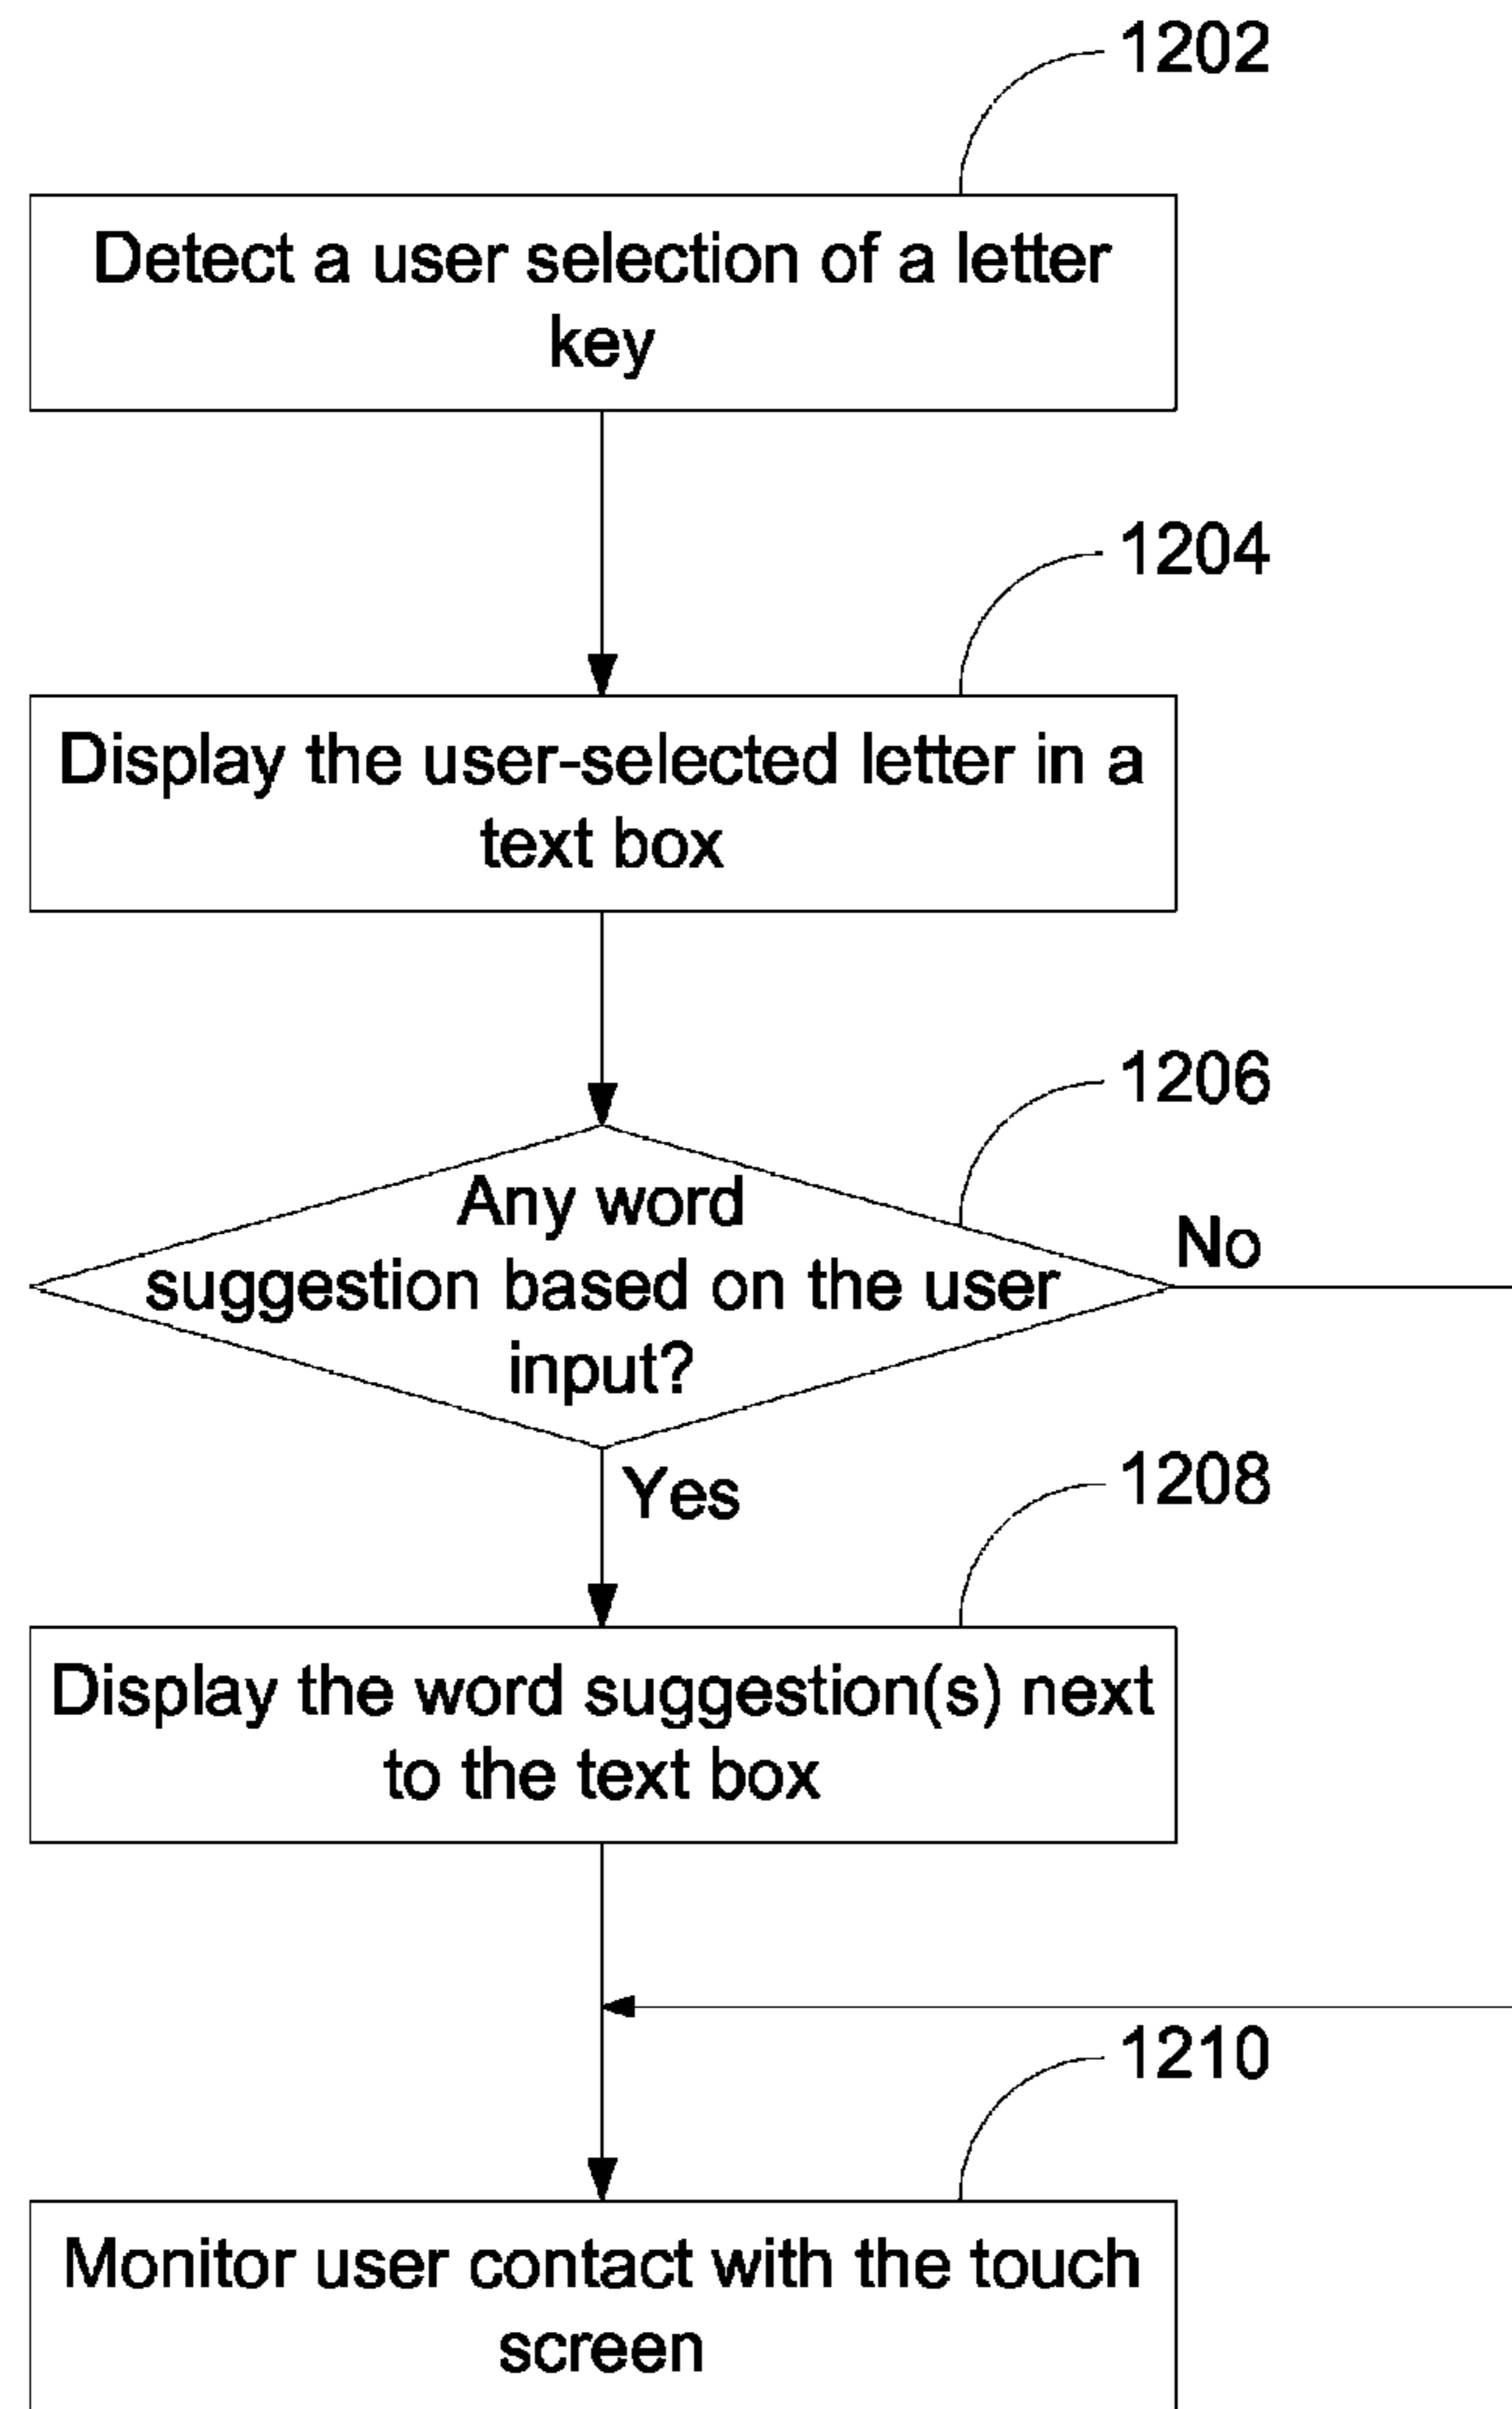 1202
Detect a user selection of a letter
key
1204
Display the user-selected letter in a
text box
1206
Any word
suggestion based on the user
input?
No
Yes
1208
Display the word suggestion(s) next
to the text box
1210
Monitor user contact with the touch
screen